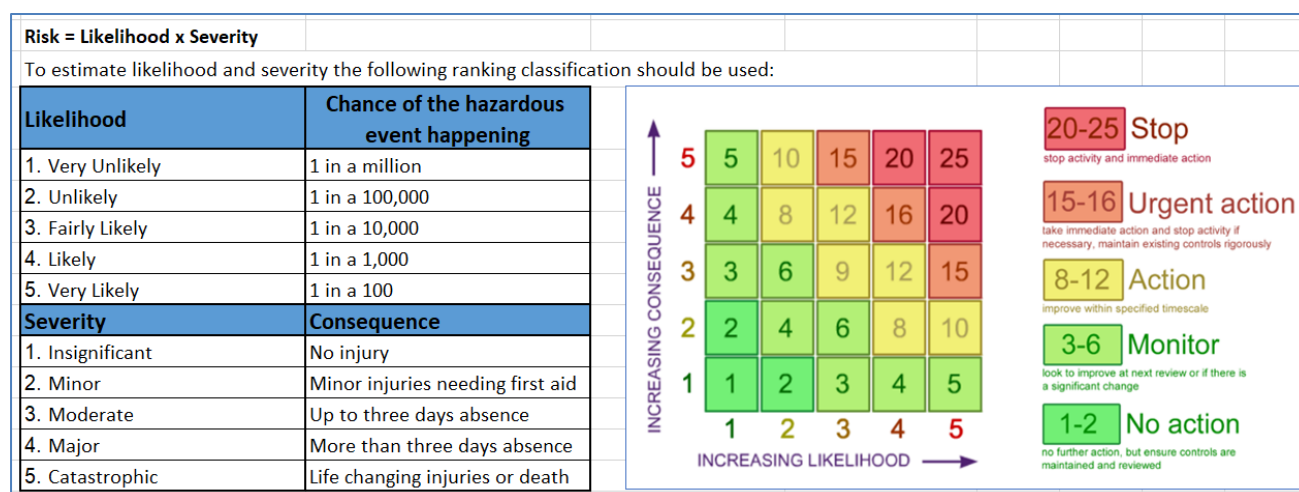 Risk = Likelihood x Severity
To estimate likelihood and severity the following ranking classification should be used:
Likelihood
Chance of the hazardous
event happening
1. Very Unlikely
1 in a million
2. Unlikely
1 in a 100,000
3. Fairly Likely
1 in a 10,000
4. Likely
1 in a 1,000
5. Very Likely
1 in a 100
Severity
Consequence
1. Insignificant
No injury
2. Minor
Minor injuries needing first aid
3. Moderate
Up to three days absence
4. Major
More than three days absence
5. Catastrophic
Life changing injuries or death
INCREASING CONSEQUENCE
5 5 10 15 20 25
4 4 8 12 16 20
3 3 6 9 12 15
2 2 4 6 8 10
1 1 2 3 4 5
1 2 3 4 5
INCREASING LIKELIHOOD
20-25 Stop
stop activity and immediate action
15-16 Urgent action
take immediate action and stop activity if
necessary, maintain existing controls rigorously
8-12 Action
improve within specified timescale
3-6 Monitor
look to improve at next review or if there is
a significant change
1-2 No action
no further action, but ensure controls are
maintained and reviewed